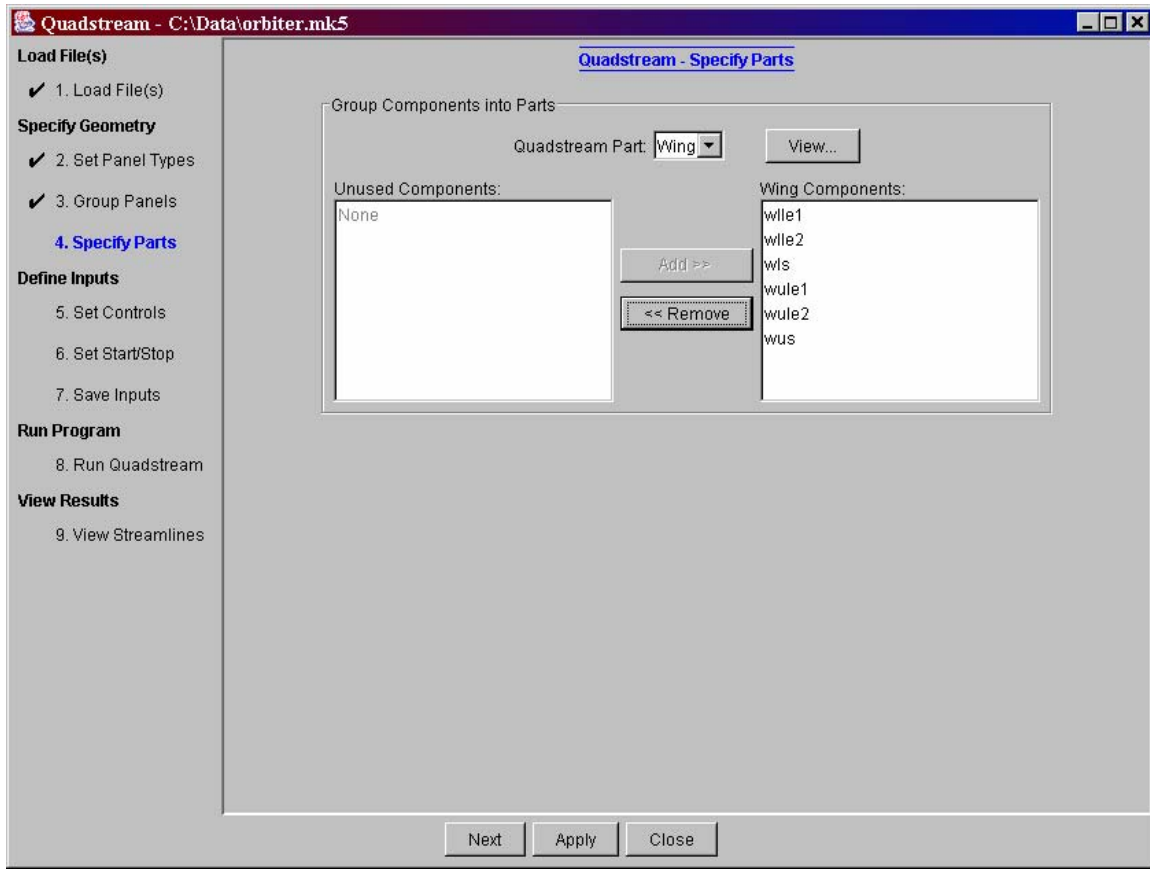 Quadstream - C:\Data\orbiter.mk5
Load File(s)
✔ 1. Load File(s)
Specify Geometry
✔ 2. Set Panel Types
✔ 3. Group Panels
4. Specify Parts
Define Inputs
5. Set Controls
6. Set Start/Stop
7. Save Inputs
Run Program
8. Run Quadstream
View Results
9. View Streamlines
Quadstream - Specify Parts
Group Components into Parts
Quadstream Part: Wing View...
Unused Components:
None
Add >>
<< Remove
Wing Components:
wlle1
wlle2
wls
wule1
wule2
wus
Next Apply Close